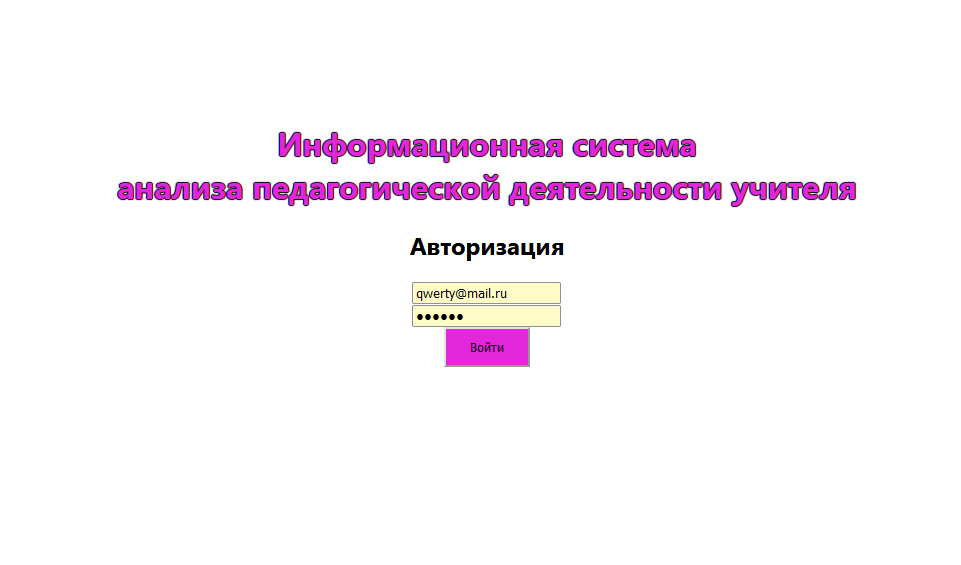 Информационная система
анализа педагогической деятельности учителя
Авторизация
qwerty@mail.ru
••••••
Войти